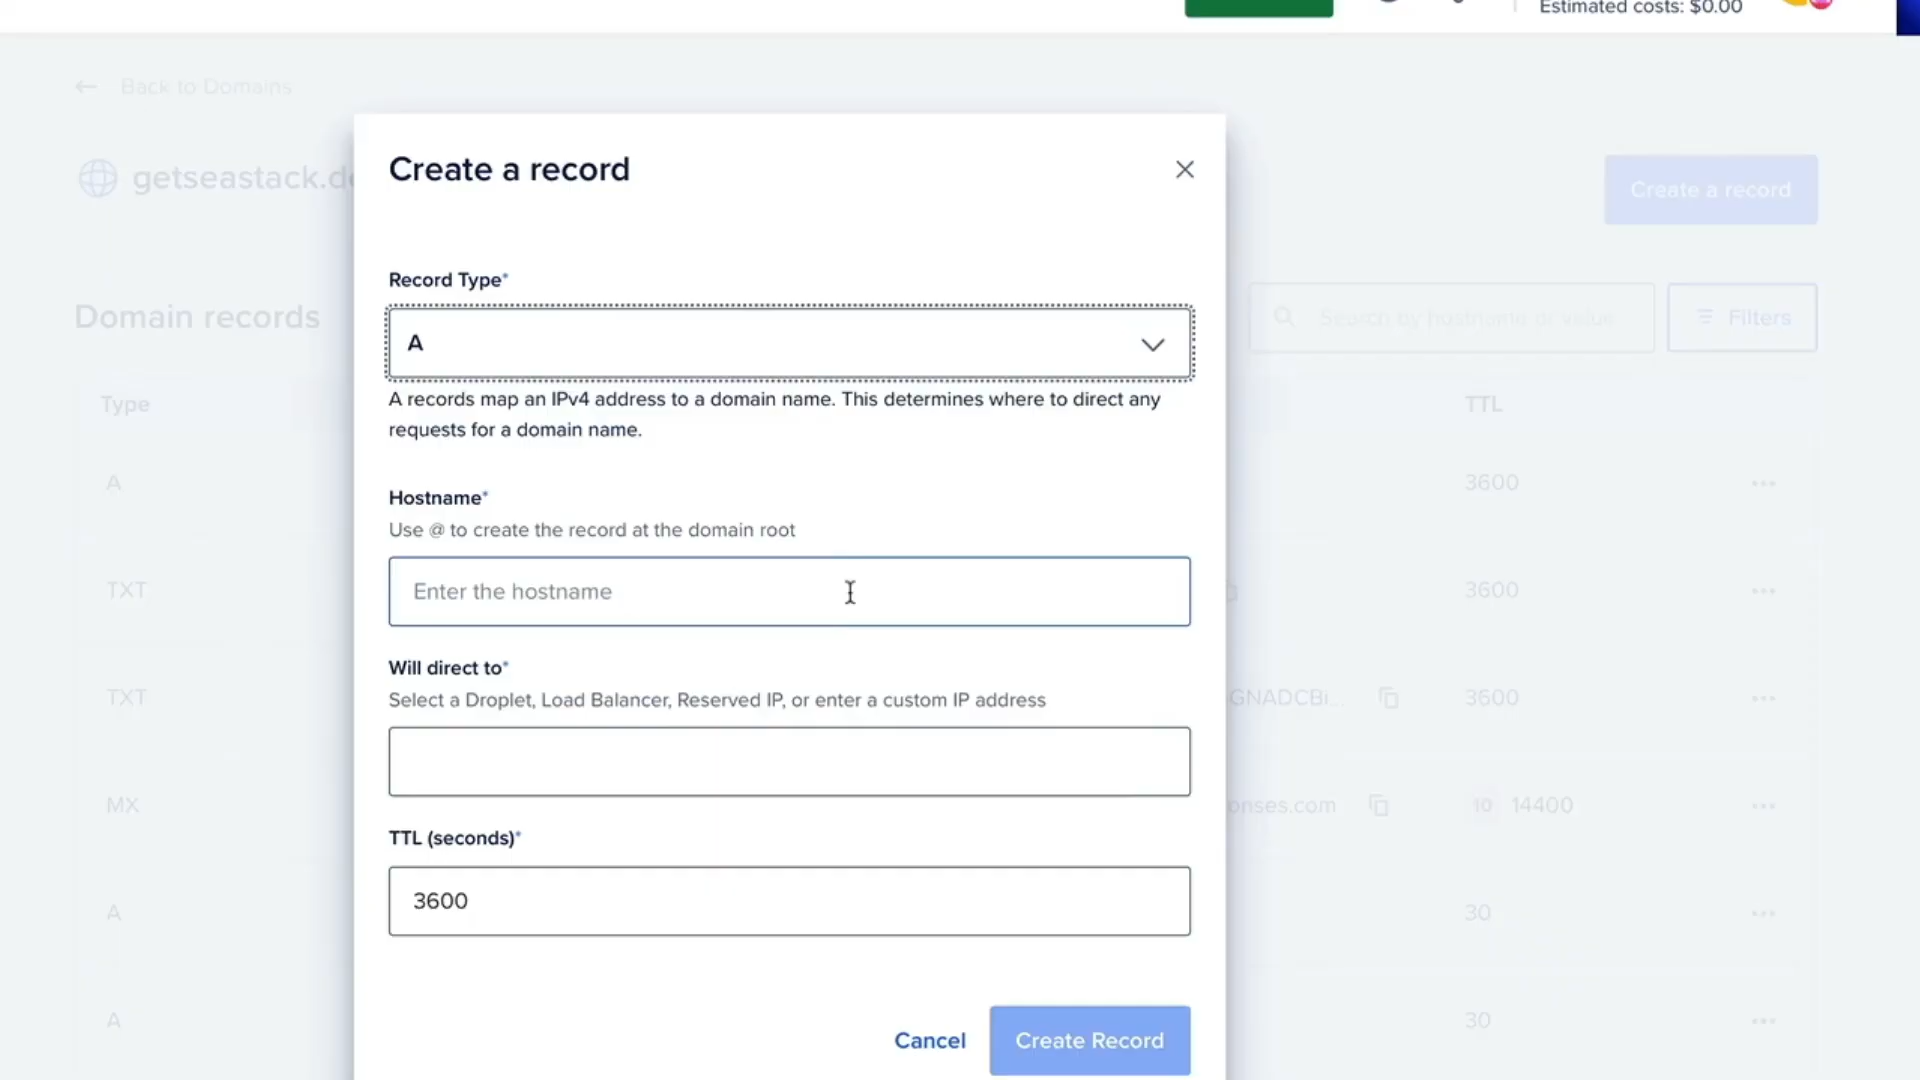 Estimated costs: $0.00
Back to Domains
getseastack.de
Create a record
Create a record
Record Type*
Domain records
Search by hostname or value
Filters
A
A records map an IPv4 address to a domain name. This determines where to direct any
requests for a domain name.
Type
TTL
A
3600
Hostname*
Use @ to create the record at the domain root
Enter the hostname
TXT
3600
Will direct to*
Select a Droplet, Load Balancer, Reserved IP, or enter a custom IP address
TXT
GNADCBi...
3600
MX
onses.com
10
14400
TTL (seconds)*
3600
A
30
A
30
Cancel
Create Record